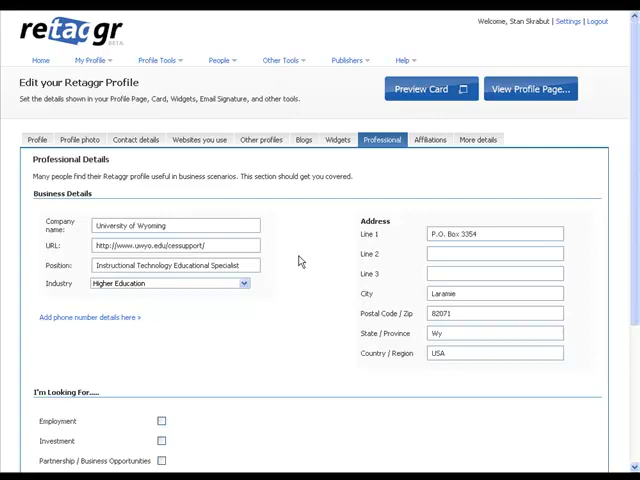 retaggr
BETA
Welcome, Stan Skrabut | Settings | Logout
Home My Profile Profile Tools People Other Tools Publishers Help
Edit your Retaggr Profile
Set the details shown in your Profile Page, Card, Widgets, Email Signature, and other tools.
Preview Card
View Profile Page...
Profile Profile photo Contact details Websites you use Other profiles Blogs Widgets Professional Affiliations More details
Professional Details
Many people find their Retaggr profile useful in business scenarios. This section should get you covered.
Business Details
Company name: University of Wyoming
URL: http://www.uwyo.edu/cessupport/
Position: Instructional Technology Educational Specialist
Industry Higher Education
Add phone number details here »
Address
Line 1 P.O. Box 3354
Line 2
Line 3
City Laramie
Postal Code / Zip 82071
State / Province Wy
Country / Region USA
I'm Looking For.....
Employment
Investment
Partnership / Business Opportunities